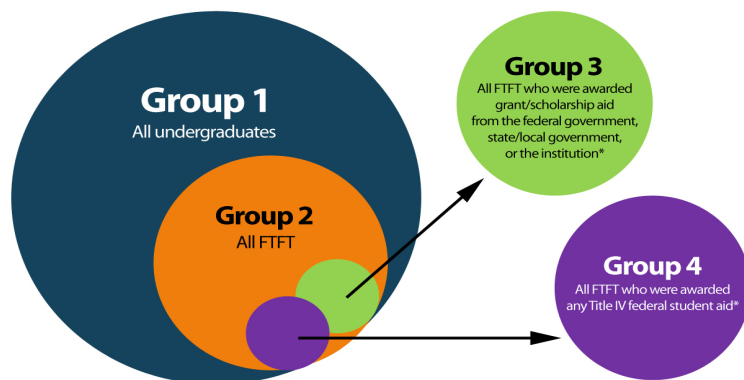 Group 1
All undergraduates
Group 2
All FTFT
Group 3
All FTFT who were awarded
grant/scholarship aid
from the federal government,
state/local government,
or the institution*
Group 4
All FTFT who were awarded
any Title IV federal student aid*